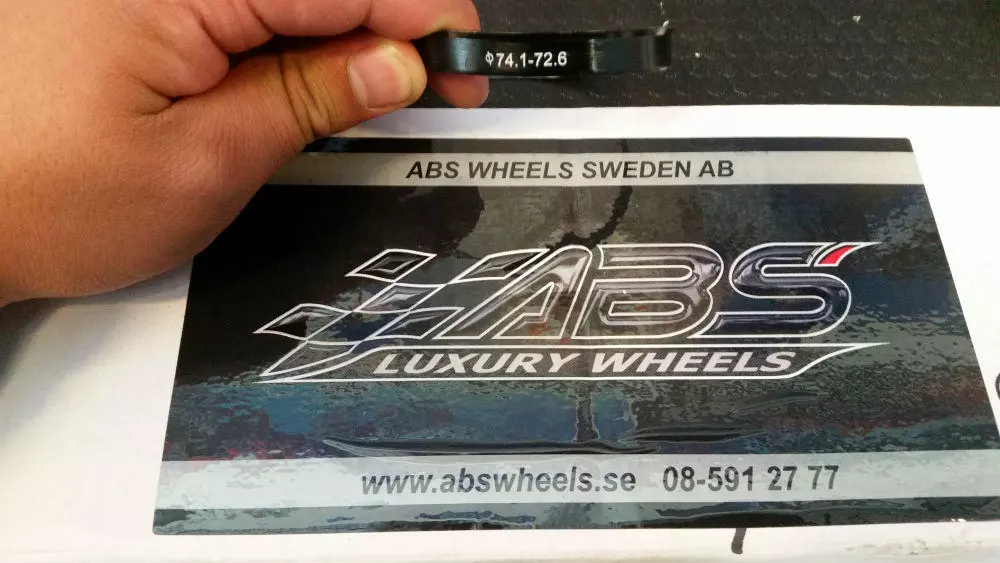 Φ74.1-72.6
ABS WHEELS SWEDEN AB
ABS
LUXURY WHEELS
www.abswheels.se 08-591 27 77